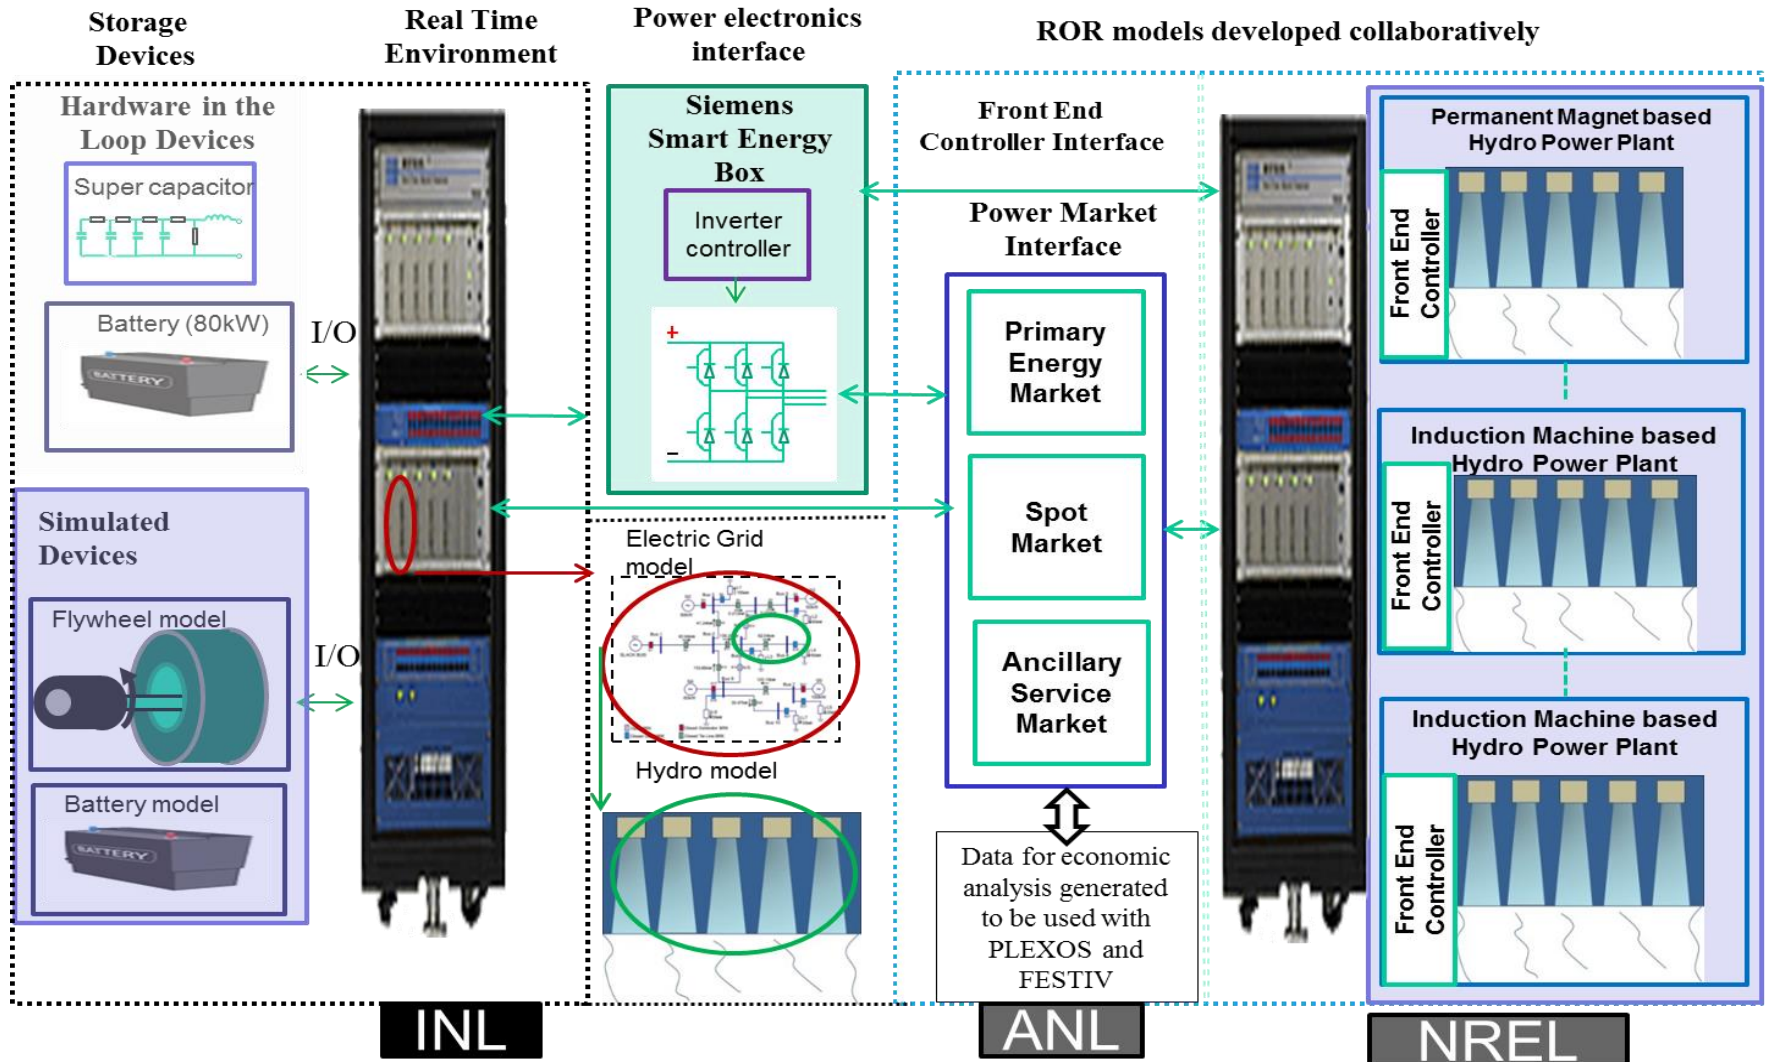 Storage
Devices
Real Time
Environment
Power electronics
interface
ROR models developed collaboratively
Hardware in the
Loop Devices
Super capacitor
Battery (80kW)
BATTERY
I/O
Simulated
Devices
Flywheel model
I/O
Battery model
BATTERY
Siemens
Smart Energy
Box
Inverter
controller
+
−
Electric Grid
model
Hydro model
Front End
Controller Interface
Power Market
Interface
Primary
Energy
Market
Spot
Market
Ancillary
Service
Market
Data for economic
analysis generated
to be used with
PLEXOS and
FESTIV
Permanent Magnet based
Hydro Power Plant
Front End
Controller
Induction Machine based
Hydro Power Plant
Front End
Controller
Induction Machine based
Hydro Power Plant
Front End
Controller
INL
ANL
NREL